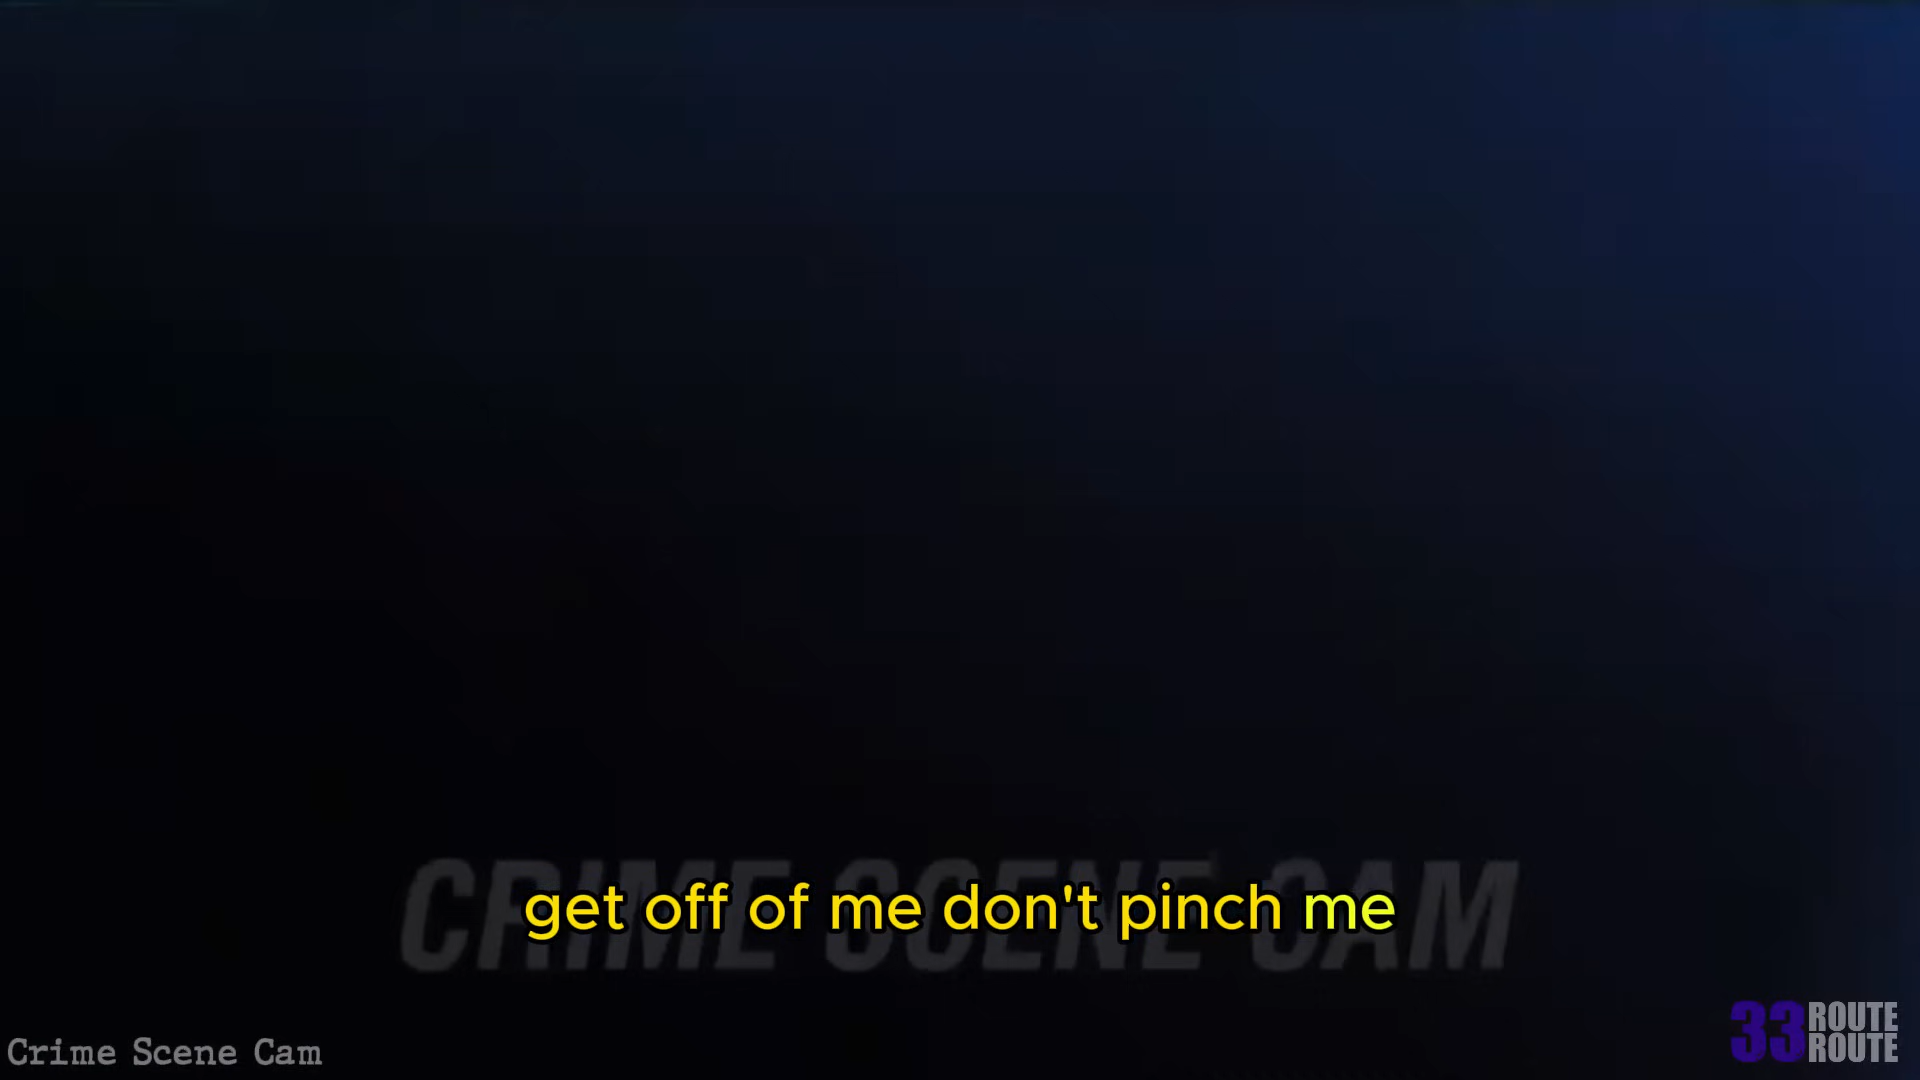 CRIME SCENE CAM
get off of me don't pinch me
Crime Scene Cam
33 ROUTE
ROUTE